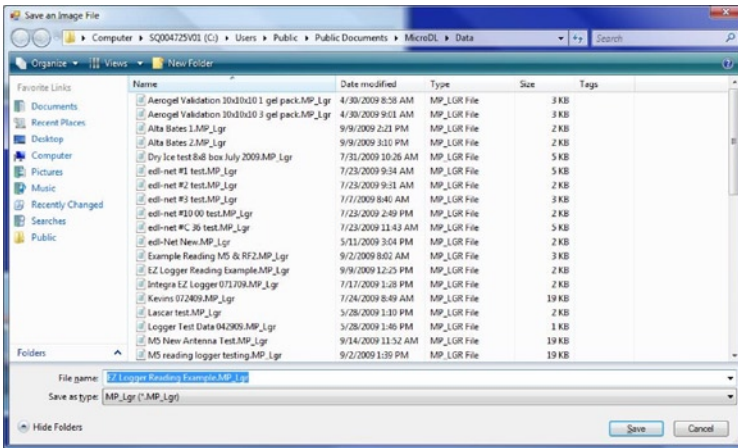 Save an Image File
Computer ▸ SQ004725V01 (C:) ▸ Users ▸ Public ▸ Public Documents ▸ MicroDL ▸ Data Search
Organize Views New Folder
Favorite Links Name Date modified Type Size Tags
Documents
Recent Places
Desktop
Computer
Pictures
Music
Recently Changed
Searches
Public
Aerogel Validation 10x10x10 1 gel pack.MP_Lgr 4/30/2009 8:58 AM MP_LGR File 3 KB
Aerogel Validation 10x10x10 3 gel pack.MP_Lgr 4/30/2009 9:01 AM MP_LGR File 3 KB
Alta Bates 1.MP_Lgr 9/9/2009 2:21 PM MP_LGR File 2 KB
Alta Bates 2.MP_Lgr 9/9/2009 3:10 PM MP_LGR File 2 KB
Dry Ice test 8x8 box July 2009.MP_Lgr 7/31/2009 10:26 AM MP_LGR File 5 KB
edl-net #1 test.MP_Lgr 7/23/2009 9:34 AM MP_LGR File 5 KB
edl-net #2 test.MP_Lgr 7/23/2009 9:31 AM MP_LGR File 2 KB
edl-net #3 test.MP_Lgr 7/7/2009 8:40 AM MP_LGR File 3 KB
edl-net #10 00 test.MP_Lgr 7/23/2009 2:49 PM MP_LGR File 2 KB
edl-net #C 36 test.MP_Lgr 7/23/2009 11:43 AM MP_LGR File 5 KB
edl-Net New.MP_Lgr 5/11/2009 3:04 PM MP_LGR File 2 KB
Example Reading M5 & RF2.MP_Lgr 9/2/2009 8:02 AM MP_LGR File 3 KB
EZ Logger Reading Example.MP_Lgr 9/9/2009 12:25 PM MP_LGR File 2 KB
Integra EZ Logger 071709.MP_Lgr 7/17/2009 1:28 PM MP_LGR File 2 KB
Kevins 072409.MP_Lgr 7/24/2009 8:49 AM MP_LGR File 19 KB
Lascar test.MP_Lgr 5/28/2009 1:10 PM MP_LGR File 2 KB
Logger Test Data 042909.MP_Lgr 5/28/2009 1:46 PM MP_LGR File 1 KB
M5 New Antenna Test.MP_Lgr 9/14/2009 11:52 AM MP_LGR File 19 KB
M5 reading logger testing.MP_Lgr 9/2/2009 1:39 PM MP_LGR File 19 KB
Folders
File name: EZ Logger Reading Example.MP_Lgr
Save as type: MP_Lgr (*.MP_Lgr)
Hide Folders Save Cancel